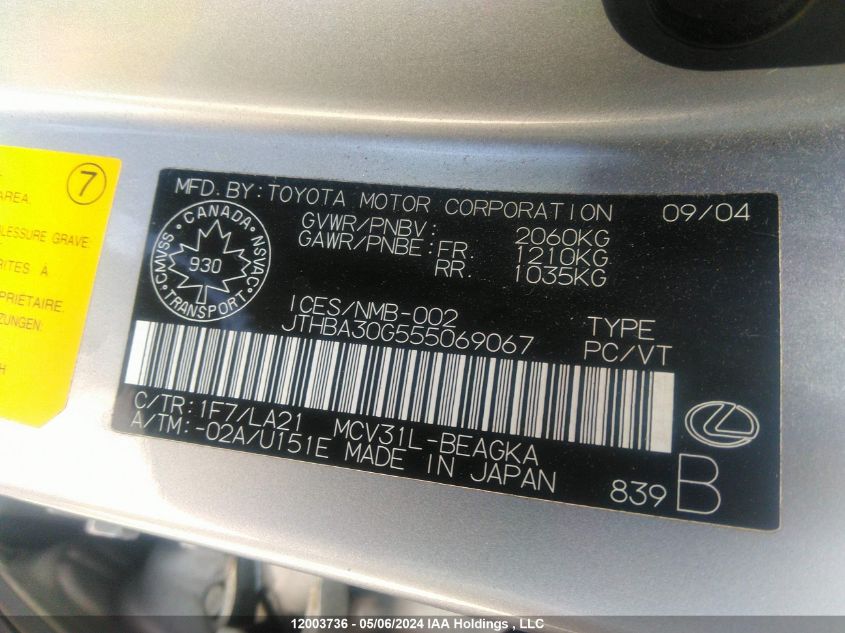 7
AREA.
BLESSURE GRAVE:
RITES À
PROPRIÉTAIRE.
ZUNGEN.
H
MFD. BY: TOYOTA MOTOR CORPORATION 09/04
GVWR/PNBV: 2060KG
GAWR/PNBE: FR 1210KG
RR. 1035KG
CANADA
CMVSS 930 NSVAC
TRANSPORT
ICES/NMB-002
JTHBA30G555069067
TYPE
PC/VT
C/TR: 1F7/LA21 MCV31L-BEAGKA
A/TM: -02A/U151E MADE IN JAPAN
839 B
12003736 - 05/06/2024 IAA Holdings , LLC